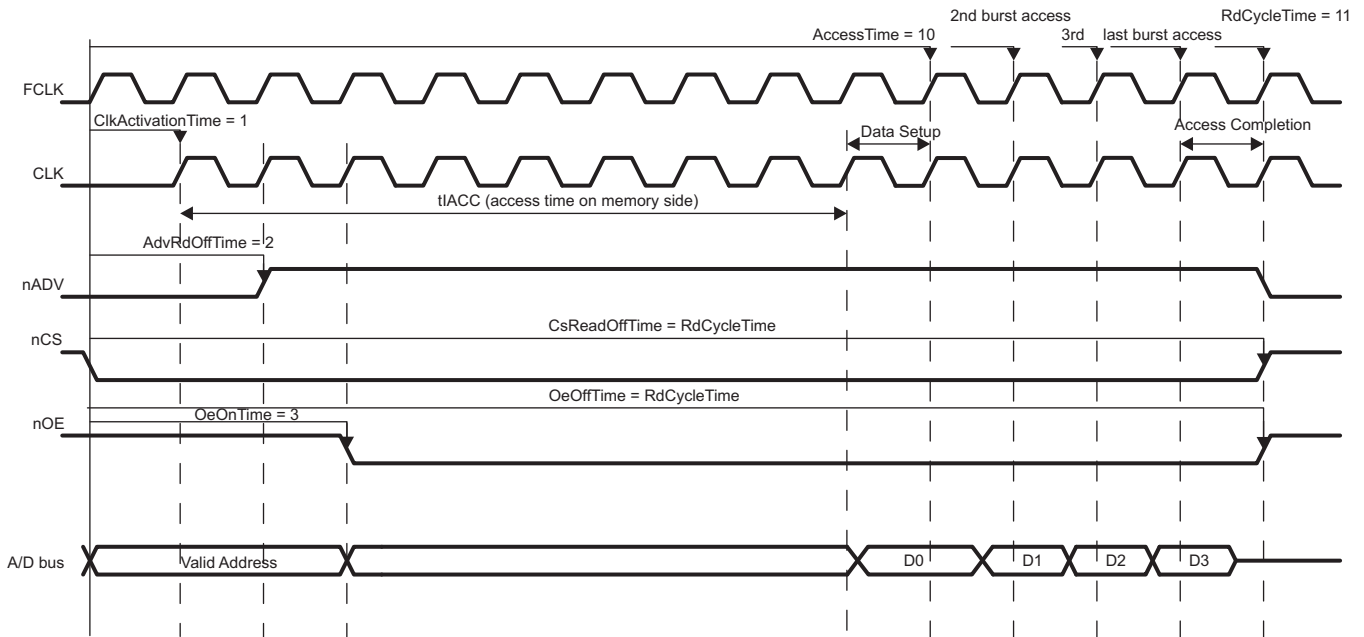 2nd burst access
RdCycleTime = 11
AccessTime = 10
3rd
last burst access
FCLK
ClkActivationTime = 1
Data Setup
Access Completion
CLK
tIACC (access time on memory side)
AdvRdOffTime = 2
nADV
CsReadOffTime = RdCycleTime
nCS
OeOffTime = RdCycleTime
OeOnTime = 3
nOE
A/D bus
Valid Address
D0
D1
D2
D3